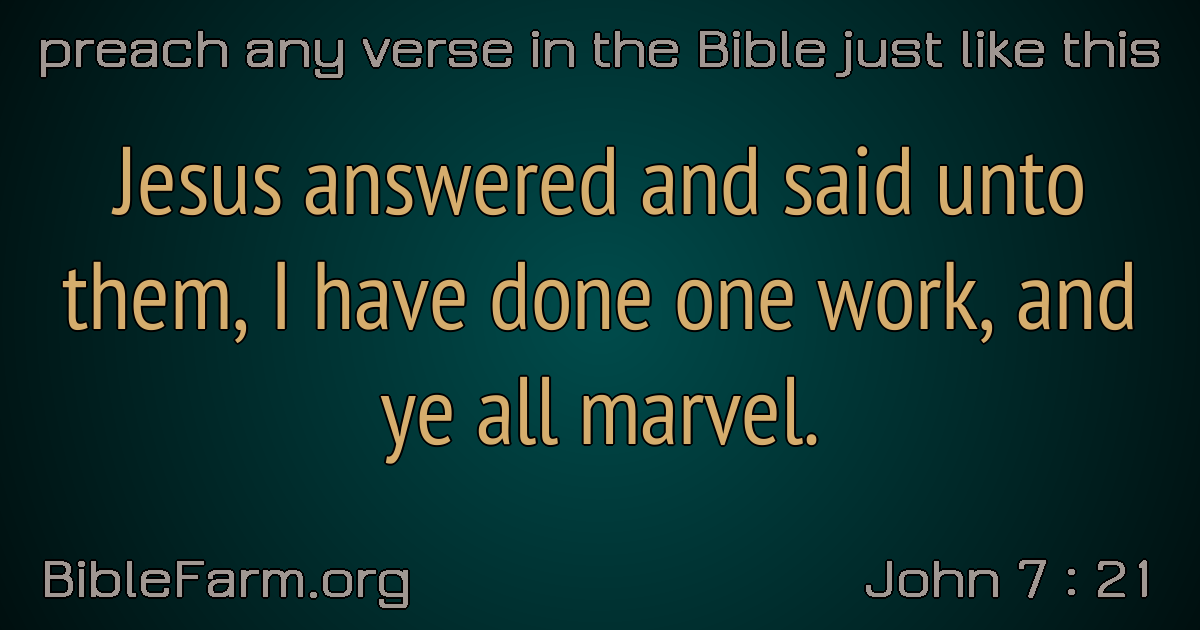 preach any verse in the Bible just like this
Jesus answered and said unto
them, I have done one work, and
ye all marvel.
BibleFarm.org
John 7 : 21